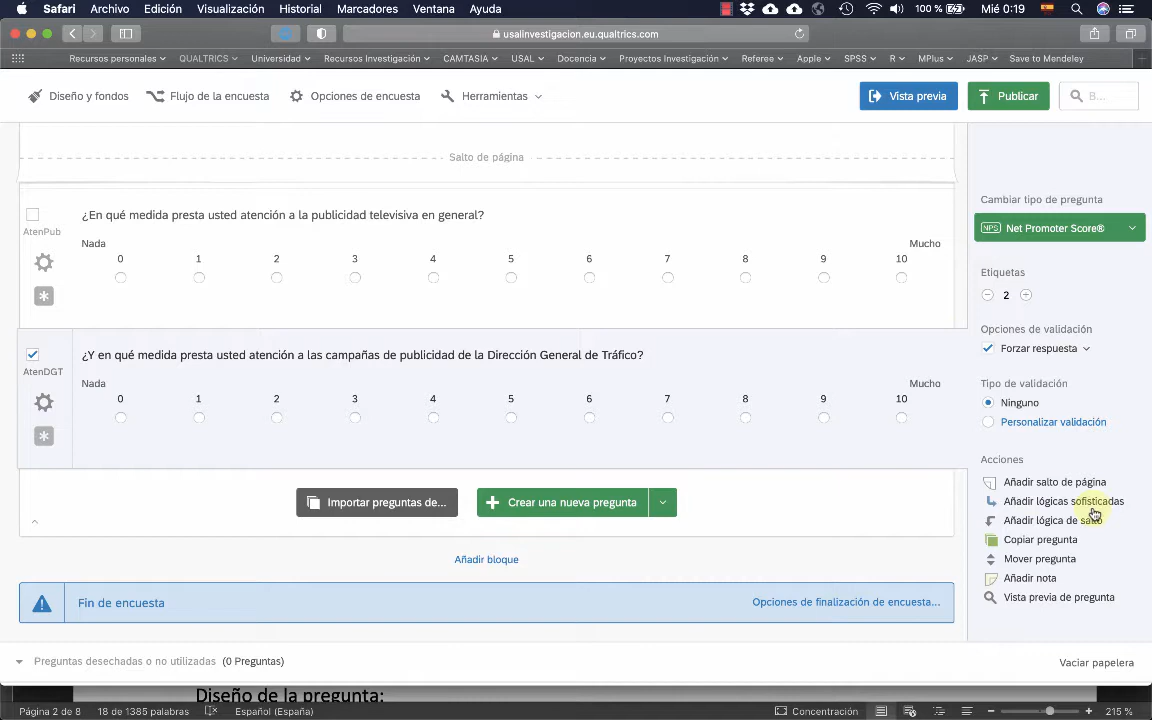 Safari Archivo Edición Visualización Historial Marcadores Ventana Ayuda 100 % Mié 0:19
usalinvestigacion.eu.qualtrics.com
Recursos personales QUALTRICS Universidad Recursos Investigación CAMTASIA USAL Docencia Proyectos Investigación Referee Apple SPSS R MPlus JASP Save to Mendeley
Diseño y fondos Flujo de la encuesta Opciones de encuesta Herramientas Vista previa Publicar B...
Salto de página
Cambiar tipo de pregunta
NPS Net Promoter Score®
¿En qué medida presta usted atención a la publicidad televisiva en general?
AtenPub
Nada Mucho
0 1 2 3 4 5 6 7 8 9 10
Etiquetas
2
Opciones de validación
Forzar respuesta
¿Y en qué medida presta usted atención a las campañas de publicidad de la Dirección General de Tráfico?
AtenDGT
Nada Mucho
0 1 2 3 4 5 6 7 8 9 10
Tipo de validación
Ninguno
Personalizar validación
Acciones
Añadir salto de página
Añadir lógicas sofisticadas
Añadir lógica de salto
Copiar pregunta
Mover pregunta
Añadir nota
Vista previa de pregunta
Importar preguntas de... Crear una nueva pregunta
Añadir bloque
Fin de encuesta Opciones de finalización de encuesta...
Preguntas desechadas o no utilizadas (0 Preguntas) Vaciar papelera
Diseño de la pregunta:
Página 2 de 8 18 de 1385 palabras Español (España) Concentración 215 %